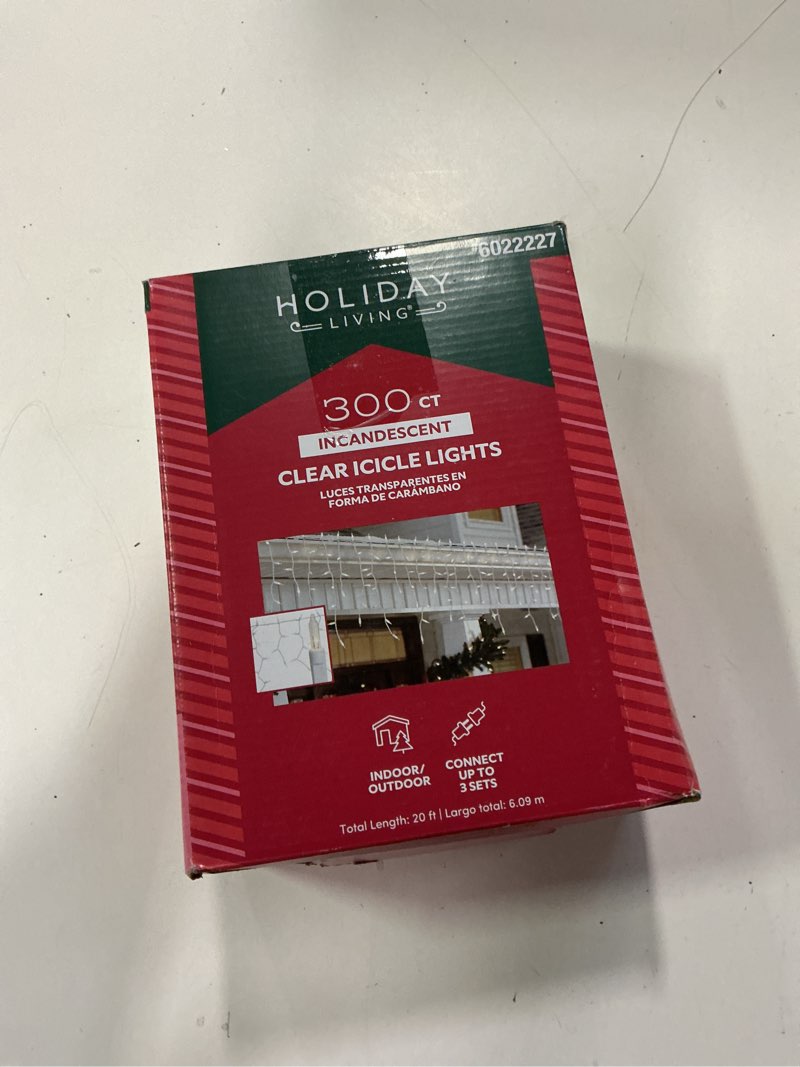 #6022227
HOLIDAY
LIVING®
300 CT
INCANDESCENT
CLEAR ICICLE LIGHTS
LUCES TRANSPARENTES EN
FORMA DE CARÁMBANO
INDOOR/
OUTDOOR
CONNECT
UP TO
3 SETS
Total Length: 20 ft | Largo total: 6.09 m